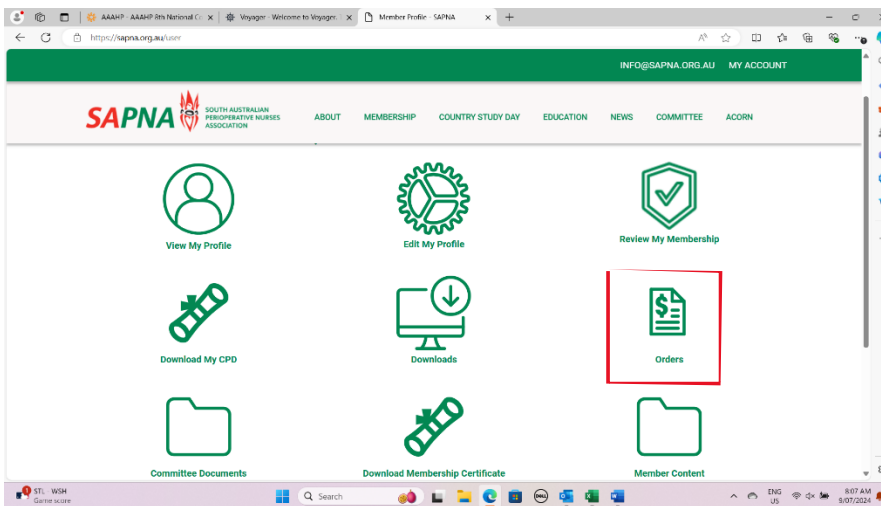 AAAHP - AAAHP 8th National Co
Voyager - Welcome to Voyager.
Member Profile - SAPNA
https://sapna.org.au/user
INFO@SAPNA.ORG.AU MY ACCOUNT
SAPNA
SOUTH AUSTRALIAN
PERIOPERATIVE NURSES
ASSOCIATION
ABOUT MEMBERSHIP COUNTRY STUDY DAY EDUCATION NEWS COMMITTEE ACORN
View My Profile Edit My Profile Review My Membership
Download My CPD Downloads Orders
Committee Documents Download Membership Certificate Member Content
STL - WSH
Game score
Search
ENG
US
8:07 AM
9/07/2024